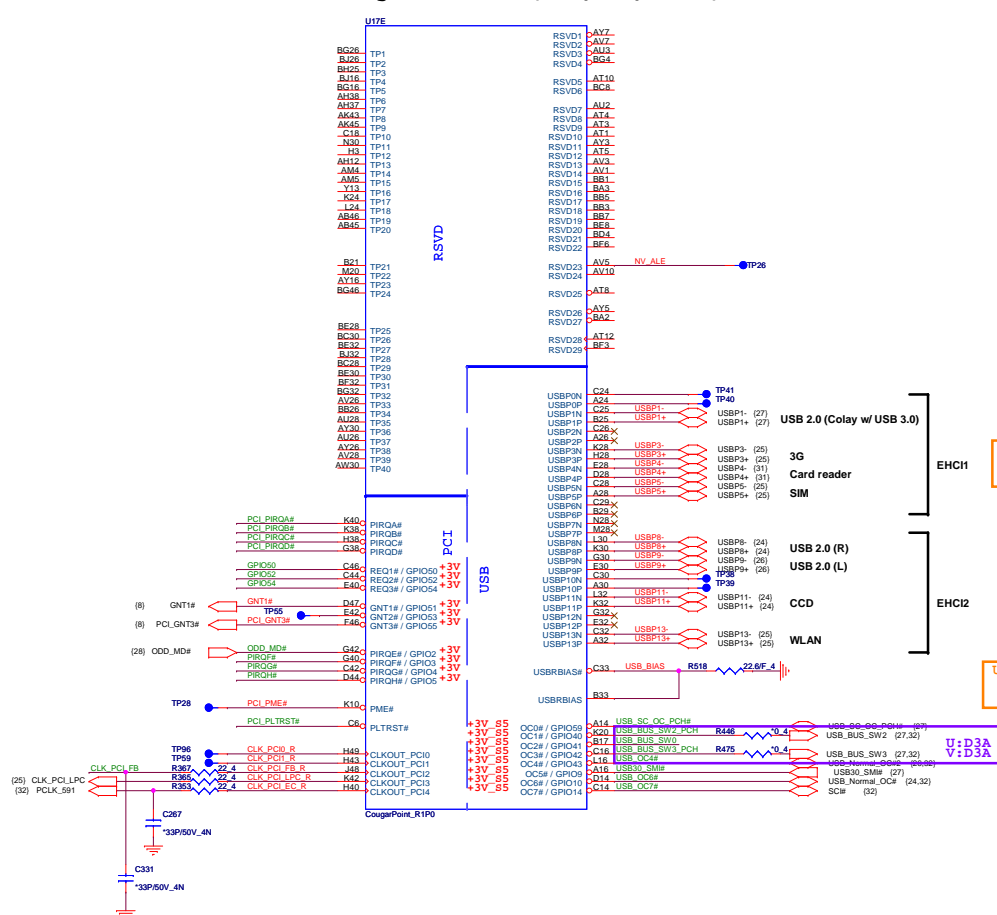 U17E
BG26 TP1
BJ26 TP2
BH25 TP3
BJ16 TP4
BG16 TP5
AH38 TP6
AH37 TP7
AK43 TP8
AK45 TP9
C18 TP10
N30 TP11
H3 TP12
AH12 TP13
AM4 TP14
AM5 TP15
Y13 TP16
K24 TP17
L24 TP18
AB46 TP19
AB45 TP20
B21 TP21
M20 TP22
AY16 TP23
BG46 TP24
BE28 TP25
BC30 TP26
BE32 TP27
BJ32 TP28
BC28 TP29
BE30 TP30
BF32 TP31
BG32 TP32
AV26 TP33
BB26 TP34
AU28 TP35
AY30 TP36
AU26 TP37
AY26 TP38
AV28 TP39
AW30 TP40
RSVD
RSVD1 AY7
RSVD2 AV7
RSVD3 AU3
RSVD4 BG4
RSVD5 AT10
RSVD6 BC8
RSVD7 AU2
RSVD8 AT4
RSVD9 AT3
RSVD10 AT1
RSVD11 AY3
RSVD12 AT5
RSVD13 AV3
RSVD14 AV1
RSVD15 BB1
RSVD16 BA3
RSVD17 BB5
RSVD18 BB3
RSVD19 BB7
RSVD20 BE8
RSVD21 BD4
RSVD22 BF6
RSVD23 AV5 NV_ALE TP26
RSVD24 AV10
RSVD25 AT8
RSVD26 AY5
RSVD27 BA2
RSVD28 AT12
RSVD29 BF3
USBP0N C24 TP41
USBP0P A24 TP40
USBP1N C25 USBP1- USBP1- (27)
USBP1P B25 USBP1+ USBP1+ (27)
USB 2.0 (Colay w/ USB 3.0)
USBP2N C26
USBP2P A26
USBP3N K28 USBP3- USBP3- (25)
USBP3P H28 USBP3+ USBP3+ (25)
3G
USBP4N E28 USBP4- USBP4- (31)
USBP4P D28 USBP4+ USBP4+ (31)
Card reader
USBP5N C28 USBP5- USBP5- (25)
USBP5P A28 USBP5+ USBP5+ (25)
SIM
EHCI1
USBP6N C29
USBP6P B29
USBP7N N28
USBP7P M28
USBP8N L30 USBP8- USBP8- (24)
USBP8P K30 USBP8+ USBP8+ (24)
USB 2.0 (R)
USBP9N G30 USBP9- USBP9- (26)
USBP9P E30 USBP9+ USBP9+ (26)
USB 2.0 (L)
USBP10N C30 TP38
USBP10P A30 TP39
USBP11N L32 USBP11- USBP11- (24)
USBP11P K32 USBP11+ USBP11+ (24)
CCD
EHCI2
USBP12N G32
USBP12P E32
USBP13N C32 USBP13- USBP13- (25)
USBP13P A32 USBP13+ USBP13+ (25)
WLAN
USBRBIAS# C33 USB_BIAS R518 22.6/F_4
USBRBIAS B33
PCI
USB
PCI_PIRQA# K40 PIRQA#
PCI_PIRQB# K38 PIRQB#
PCI_PIRQC# H38 PIRQC#
PCI_PIRQD# G38 PIRQD#
GPIO50 C46 REQ1# / GPIO50 +3V
GPIO52 C44 REQ2# / GPIO52 +3V
GPIO54 E40 REQ3# / GPIO54 +3V
(8) GNT1# GNT1# D47 GNT1# / GPIO51 +3V
TP55 E42 GNT2# / GPIO53 +3V
(8) PCI_GNT3# PCI_GNT3# F46 GNT3# / GPIO55 +3V
(28) ODD_MD# ODD_MD# G42 PIRQE# / GPIO2 +3V
PIRQF# G40 PIRQF# / GPIO3 +3V
PIRQG# C42 PIRQG# / GPIO4 +3V
PIRQH# D44 PIRQH# / GPIO5 +3V
TP28 PCI_PME# K10 PME#
PCI_PLTRST# C6 PLTRST#
TP96 CLK_PCI0_R H49 CLKOUT_PCI0
TP59 CLK_PCI1_R H43 CLKOUT_PCI1
CLK_PCI_FB R367 22_4 CLK_PCI_FB_R J48 CLKOUT_PCI2
(25) CLK_PCI_LPC R365 22_4 CLK_PCI_LPC_R K42 CLKOUT_PCI3
(32) PCLK_591 R353 22_4 CLK_PCI_EC_R H40 CLKOUT_PCI4
+3V_S5 OC0# / GPIO59 A14 USB_SC_OC_PCH# USB_SC_OC_PCH# (27)
+3V_S5 OC1# / GPIO40 K20 USB_BUS_SW2_PCH R446 *0_4 USB_BUS_SW2 (27,32)
+3V_S5 OC2# / GPIO41 B17 USB_BUS_SW0
+3V_S5 OC3# / GPIO42 C16 USB_BUS_SW3_PCH R475 *0_4 USB_BUS_SW3 (27,32)
+3V_S5 OC4# / GPIO43 L16 USB_OC4#
+3V_S5 OC5# / GPIO9 A16 USB30_SMI# USB30_SMI# (27)
+3V_S5 OC6# / GPIO10 D14 USB_OC6# USB_Normal_OC# (24,32)
+3V_S5 OC7# / GPIO14 C14 USB_OC7# SCI# (32)
U:D3A
V:D3A
C267
*33P/50V_4N
C331
*33P/50V_4N
CougarPoint_R1P0